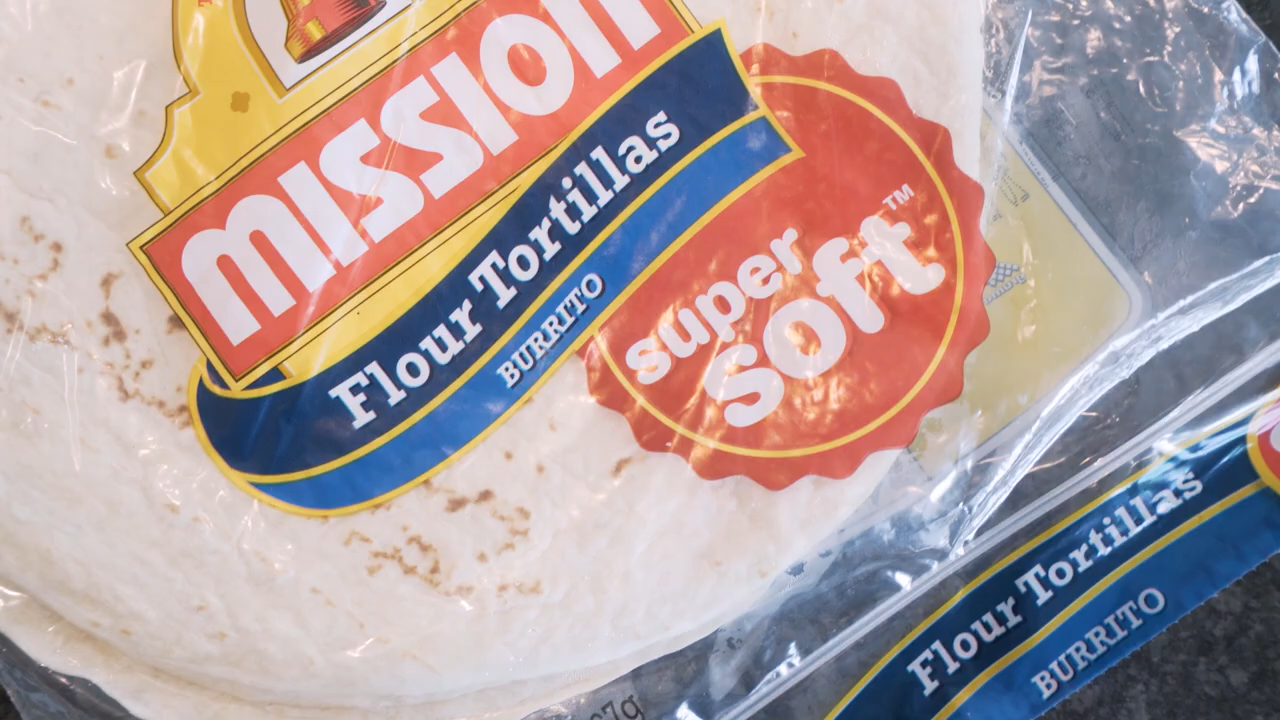 MISSION
Flour Tortillas
BURRITO
super
soft™
Flour Tortillas
BURRITO